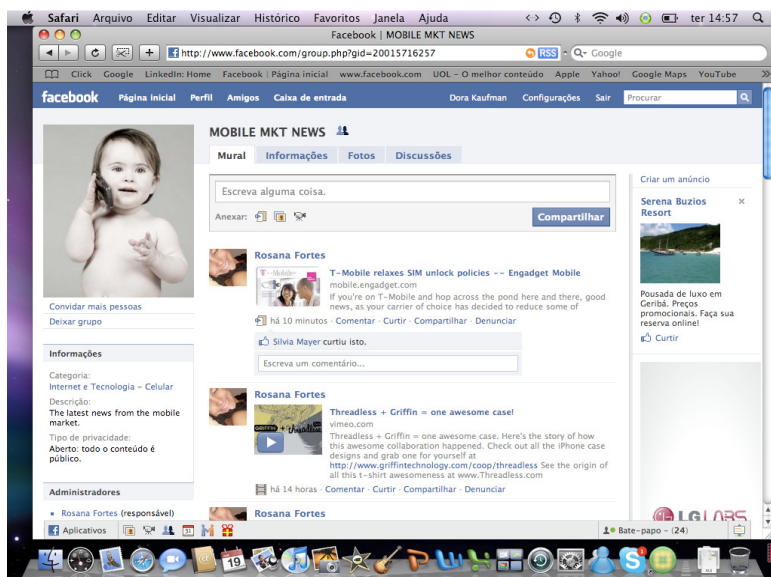 Safari Arquivo Editar Visualizar Histórico Favoritos Janela Ajuda ter 14:57
Facebook | MOBILE MKT NEWS
http://www.facebook.com/group.php?gid=20015716257 RSS Google
Click Google LinkedIn: Home Facebook | Página inicial www.facebook.com UOL - O melhor conteúdo Apple Yahoo! Google Maps YouTube
facebook Página inicial Perfil Amigos Caixa de entrada Dora Kaufman Configurações Sair Procurar
MOBILE MKT NEWS
Mural Informações Fotos Discussões
Escreva alguma coisa.
Anexar: Compartilhar
Rosana Fortes
T-Mobile
T-Mobile relaxes SIM unlock policies -- Engadget Mobile
mobile.engadget.com
If you're on T-Mobile and hop across the pond here and there, good
news, as your carrier of choice has decided to reduce some of
há 10 minutos · Comentar · Curtir · Compartilhar · Denunciar
Silvia Mayer curtiu isto.
Escreva um comentário...
Rosana Fortes
GRIFFIN + threadless
Threadless + Griffin = one awesome case!
vimeo.com
Threadless + Griffin = one awesome case. Here's the story of how
this awesome collaboration happened. Check out all the iPhone case
designs and grab one for yourself at
http://www.griffintechnology.com/coop/threadless See the origin of
all this t-shirt awesomeness at www.Threadless.com
há 14 horas · Comentar · Curtir · Compartilhar · Denunciar
Rosana Fortes
Convidar mais pessoas
Deixar grupo
Informações
Categoria:
Internet e Tecnologia - Celular
Descrição:
The latest news from the mobile
market.
Tipo de privacidade:
Aberto: todo o conteúdo é
público.
Administradores
Rosana Fortes (responsável)
Criar um anúncio
Serena Buzios
Resort
Pousada de luxo em
Geribá. Preços
promocionais. Faça sua
reserva online!
Curtir
LG LABS
Aplicativos 31 Bate-papo - (24)
19